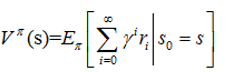 V^π(s)=E_π[∑_{i=0}^{∞} γ^i r_i | s_0 = s]